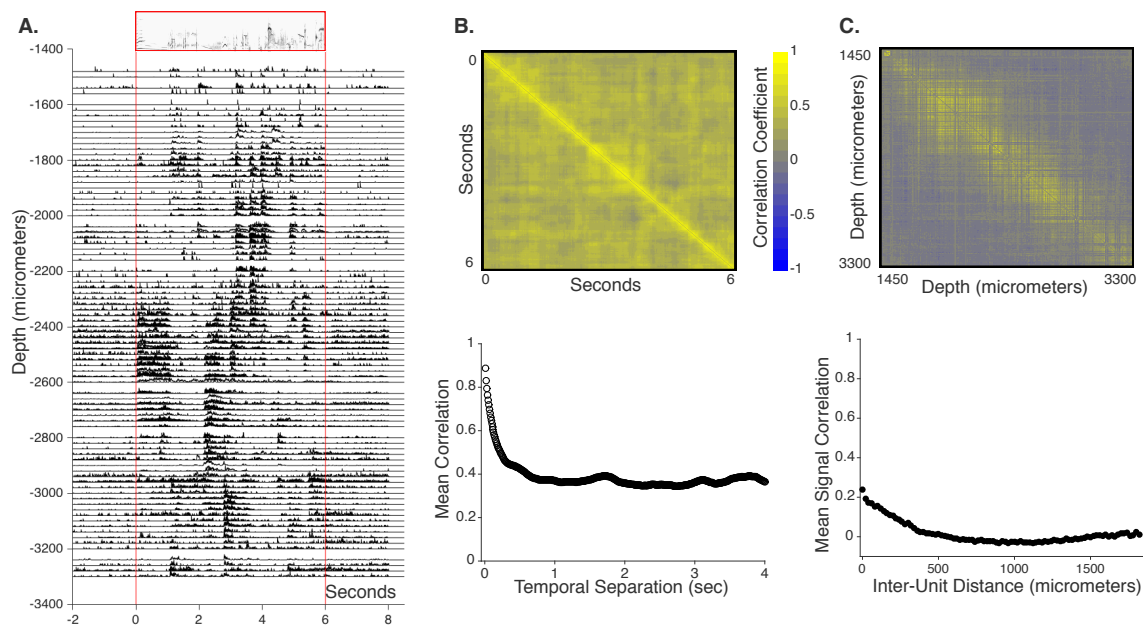 A.
-1400
-1600
-1800
-2000
-2200
-2400
-2600
-2800
-3000
-3200
-3400
Depth (micrometers)
-2 0 2 4 6 8
Seconds
B.
0
6
Seconds
0 6
Seconds
1
0.5
0
-0.5
-1
Correlation Coefficient
1
0.8
0.6
0.4
0.2
0
Mean Correlation
0 1 2 3 4
Temporal Separation (sec)
C.
1450
3300
Depth (micrometers)
1450 3300
Depth (micrometers)
1
0.8
0.6
0.4
0.2
0
Mean Signal Correlation
0 500 1000 1500
Inter-Unit Distance (micrometers)